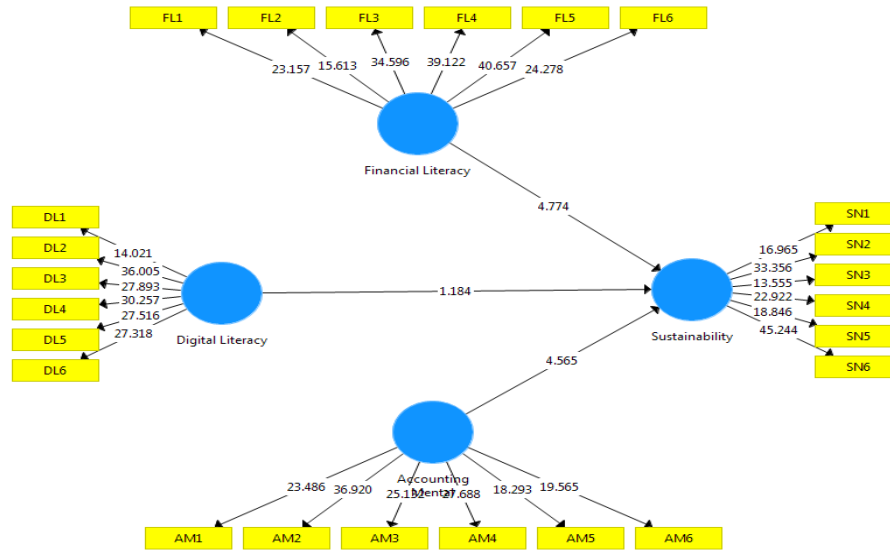 FL1 FL2 FL3 FL4 FL5 FL6
23.157 15.613 34.596 39.122 40.657 24.278
Financial Literacy
4.774
DL1
DL2
DL3
DL4
DL5
DL6
14.021
36.005
27.893
30.257
27.516
27.318
Digital Literacy
1.184
SN1
SN2
SN3
SN4
SN5
SN6
16.965
33.356
13.555
22.922
18.846
45.244
Sustainability
4.565
Accounting
23.486 36.920 27.688 18.293 19.565
AM1 AM2 AM3 AM4 AM5 AM6